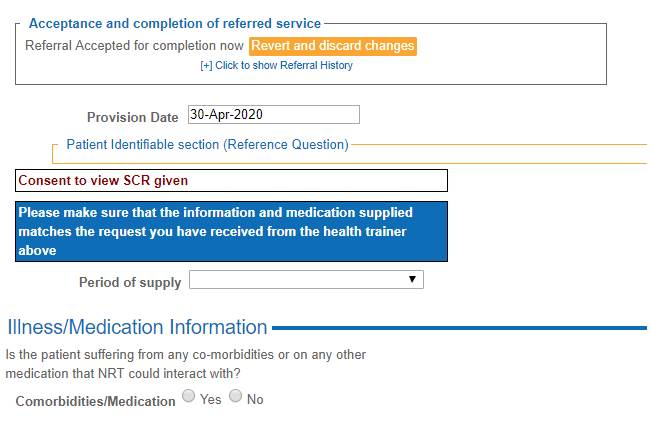 Acceptance and completion of referred service
Referral Accepted for completion now Revert and discard changes
[+] Click to show Referral History
Provision Date 30-Apr-2020
Patient Identifiable section (Reference Question)
Consent to view SCR given
Please make sure that the information and medication supplied
matches the request you have received from the health trainer
above
Period of supply
Illness/Medication Information
Is the patient suffering from any co-morbidities or on any other
medication that NRT could interact with?
Comorbidities/Medication Yes No